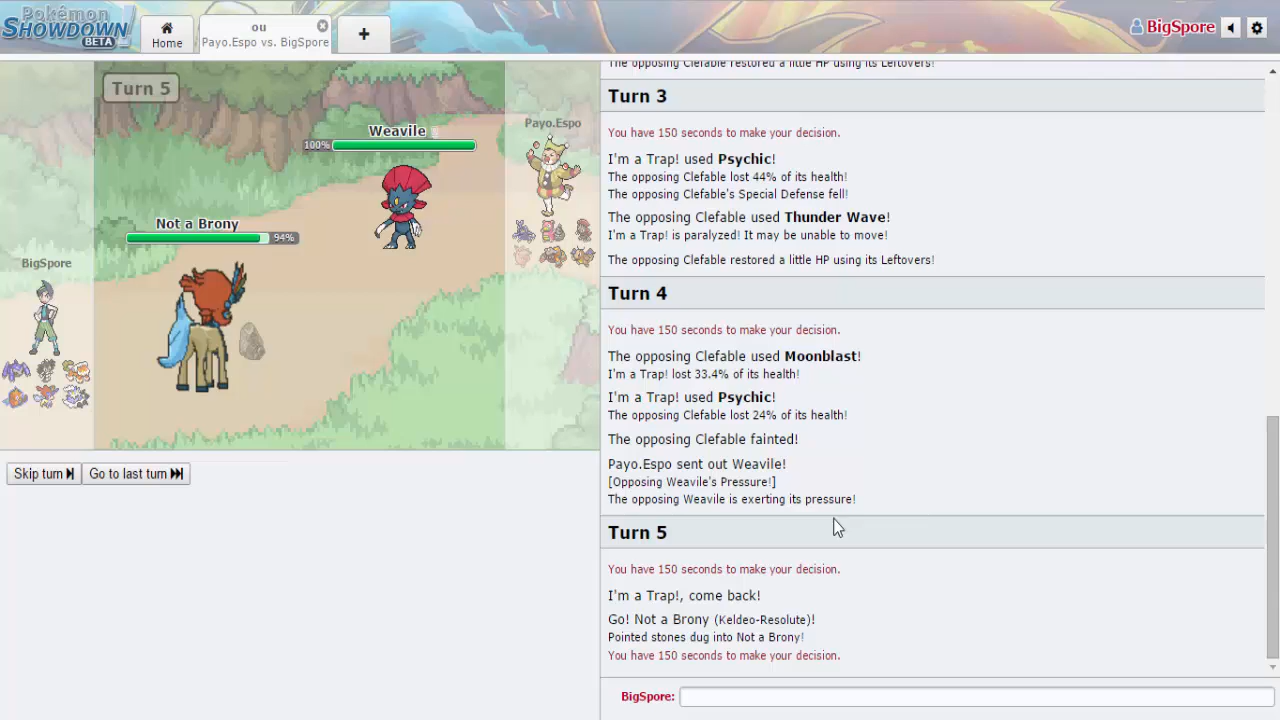 Pokémon
SHOWDOWN
BETA
Home
ou
Payo.Espo vs. BigSpore
+
BigSpore
Turn 5
Weavile
100%
Not a Brony
94%
BigSpore
Payo.Espo
Skip turn
Go to last turn
The opposing Clefable restored a little HP using its Leftovers!
Turn 3
You have 150 seconds to make your decision.
I'm a Trap! used Psychic!
The opposing Clefable lost 44% of its health!
The opposing Clefable's Special Defense fell!
The opposing Clefable used Thunder Wave!
I'm a Trap! is paralyzed! It may be unable to move!
The opposing Clefable restored a little HP using its Leftovers!
Turn 4
You have 150 seconds to make your decision.
The opposing Clefable used Moonblast!
I'm a Trap! lost 33.4% of its health!
I'm a Trap! used Psychic!
The opposing Clefable lost 24% of its health!
The opposing Clefable fainted!
Payo.Espo sent out Weavile!
[Opposing Weavile's Pressure!]
The opposing Weavile is exerting its pressure!
Turn 5
You have 150 seconds to make your decision.
I'm a Trap!, come back!
Go! Not a Brony (Keldeo-Resolute)!
Pointed stones dug into Not a Brony!
You have 150 seconds to make your decision.
BigSpore: